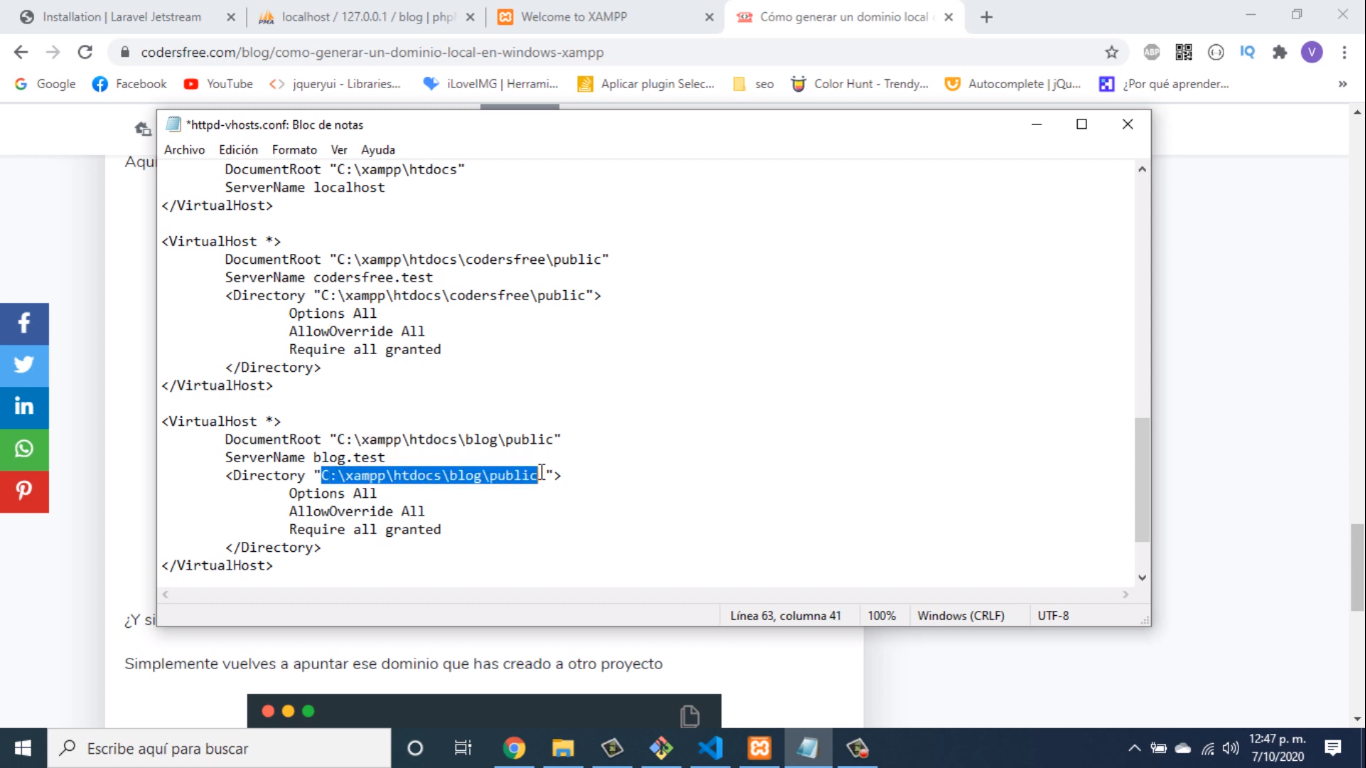 Installation | Laravel Jetstream
localhost / 127.0.0.1 / blog | php
Welcome to XAMPP
Cómo generar un dominio local
codersfree.com/blog/como-generar-un-dominio-local-en-windows-xampp
ABP
IQ
V
Google
Facebook
YouTube
jqueryui - Libraries...
iLoveIMG | Herrami...
Aplicar plugin Selec...
seo
Color Hunt - Trendy...
Autocomplete | jQu...
¿Por qué aprender...
*httpd-vhosts.conf: Bloc de notas
Archivo Edición Formato Ver Ayuda
Aquí
DocumentRoot "C:\xampp\htdocs"
ServerName localhost
</VirtualHost>
<VirtualHost *>
DocumentRoot "C:\xampp\htdocs\codersfree\public"
ServerName codersfree.test
<Directory "C:\xampp\htdocs\codersfree\public">
Options All
AllowOverride All
Require all granted
</Directory>
</VirtualHost>
<VirtualHost *>
DocumentRoot "C:\xampp\htdocs\blog\public"
ServerName blog.test
<Directory "C:\xampp\htdocs\blog\public">
Options All
AllowOverride All
Require all granted
</Directory>
</VirtualHost>
Línea 63, columna 41
100%
Windows (CRLF)
UTF-8
¿Y si
Simplemente vuelves a apuntar ese dominio que has creado a otro proyecto
Escribe aquí para buscar
12:47 p. m.
7/10/2020